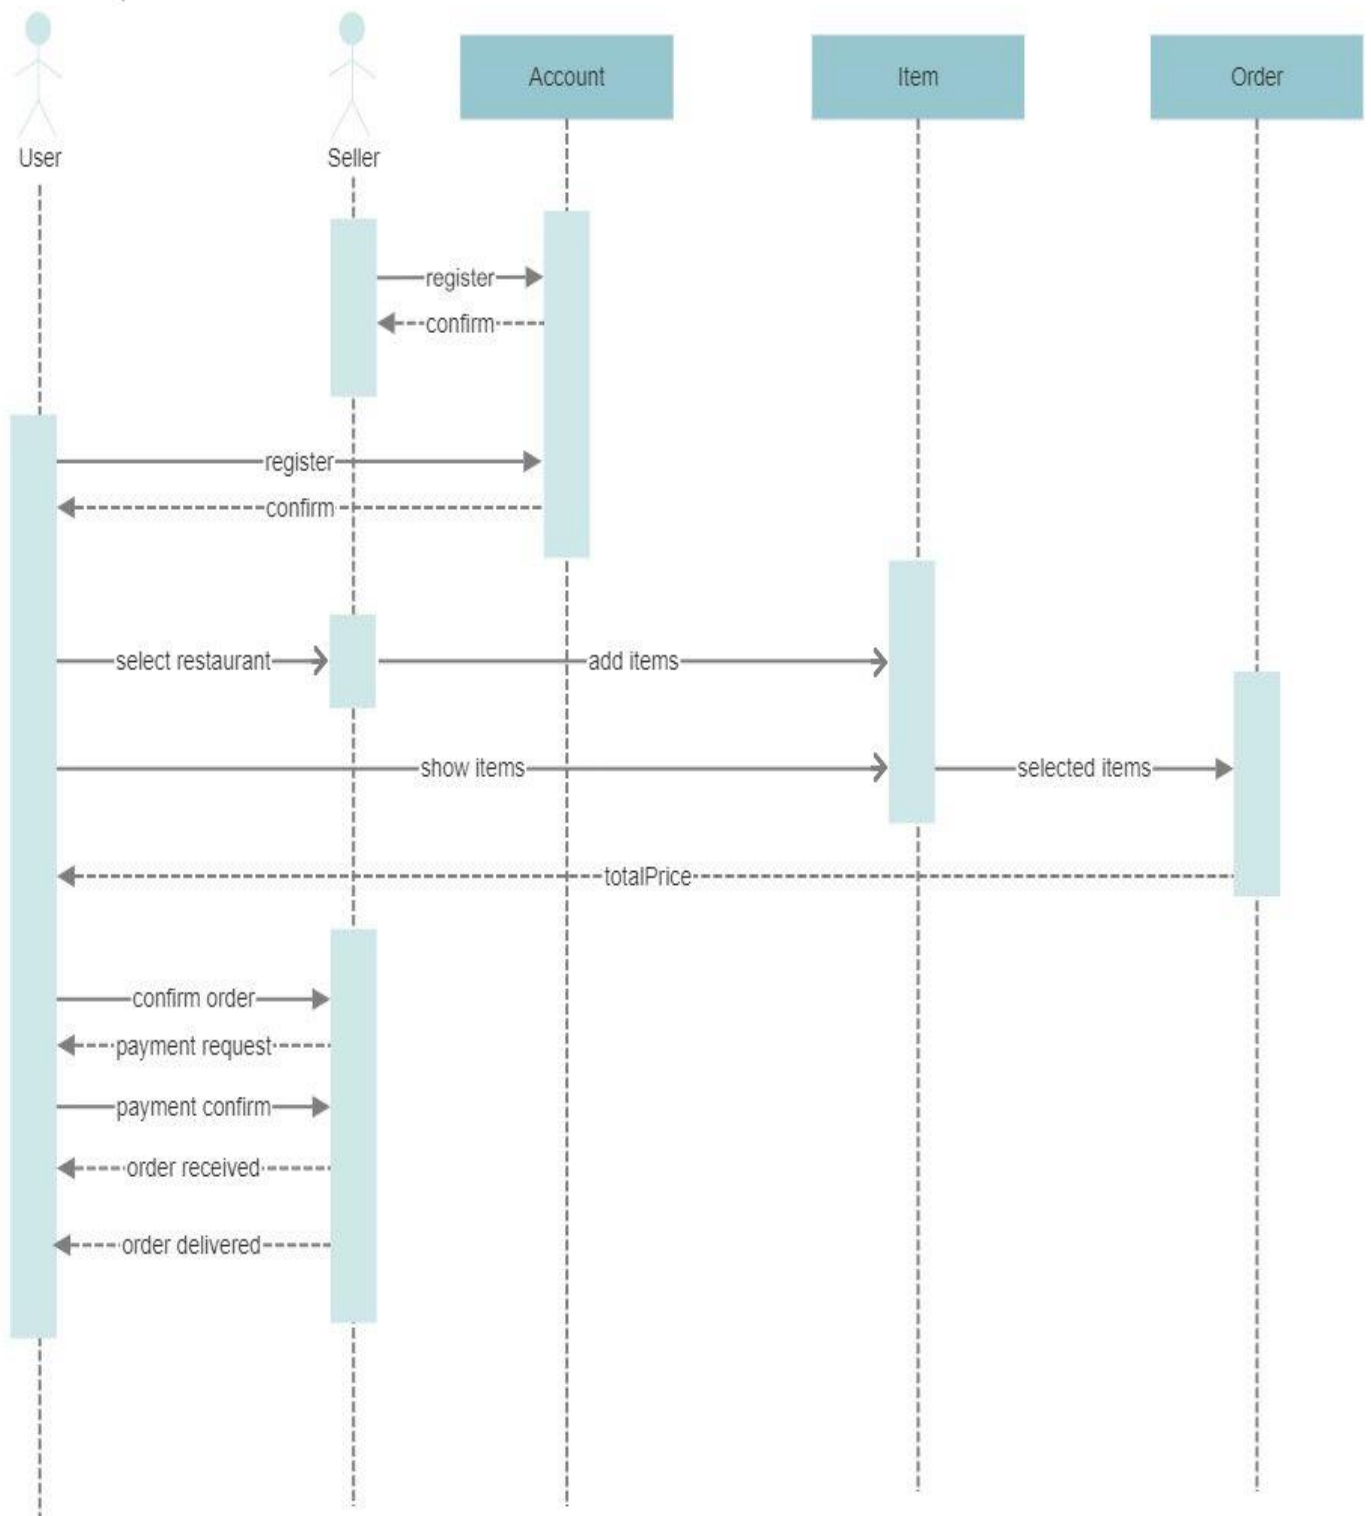 Account
Item
Order
User
Seller
register
confirm
register
confirm
select restaurant
add items
show items
selected items
totalPrice
confirm order
payment request
payment confirm
order received
order delivered